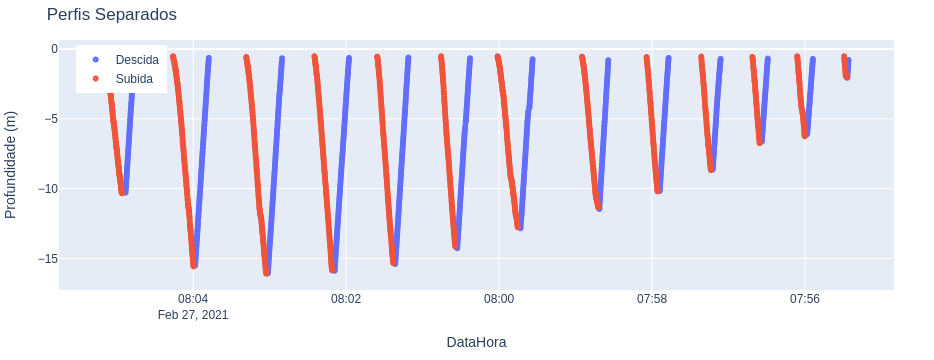 Perfis Separados
Descida
Subida
Profundidade (m)
0
−5
−10
−15
08:04
08:02
08:00
07:58
07:56
Feb 27, 2021
DataHora